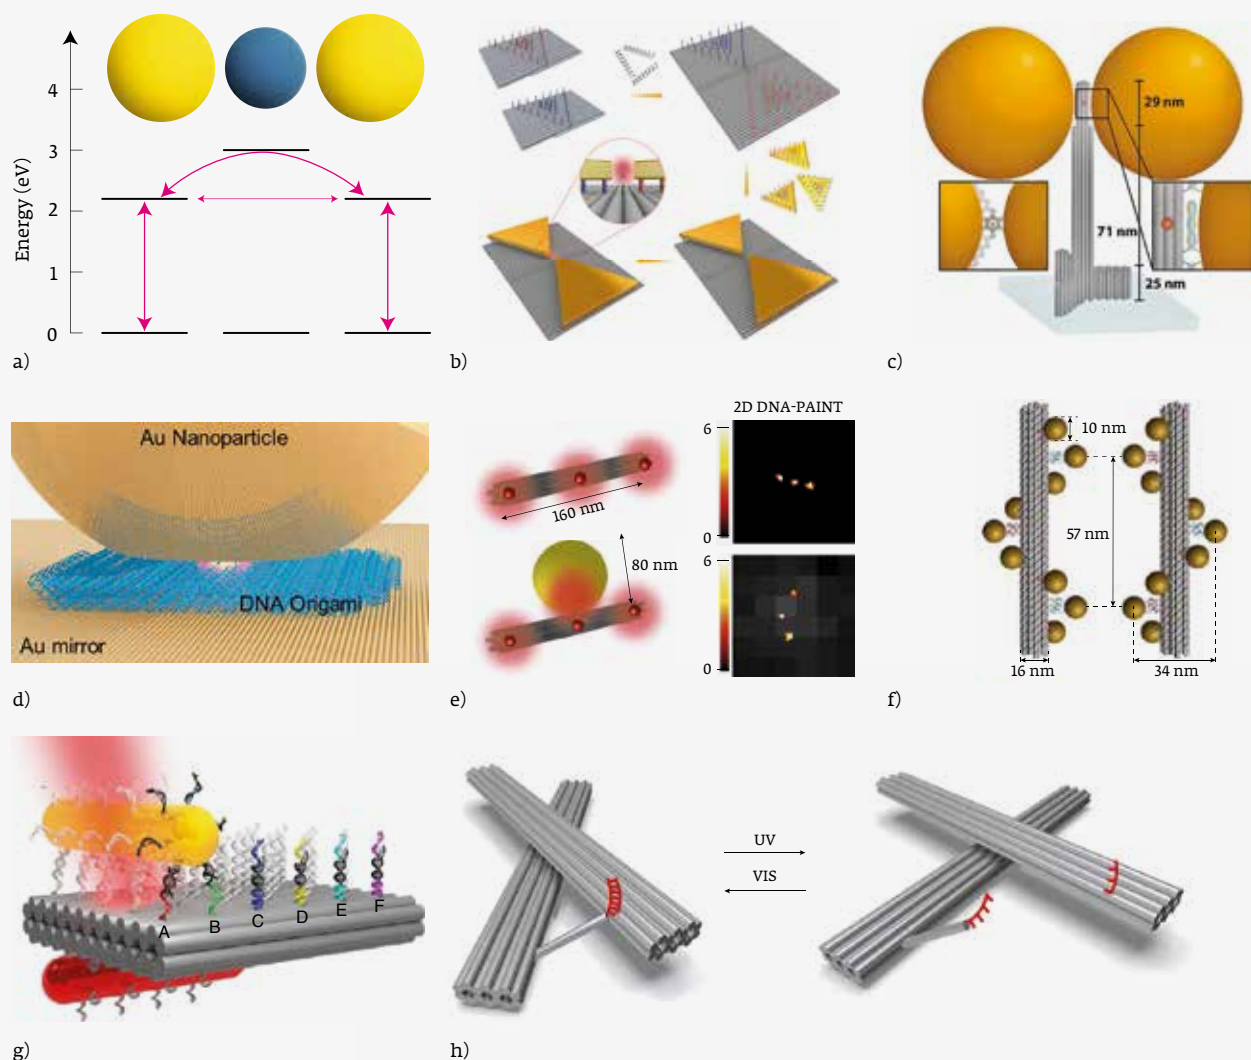 Energy (eV)
4
3
2
1
0
a)
b)
29 nm
71 nm
25 nm
c)
Au Nanoparticle
DNA Origami
Au mirror
d)
2D DNA-PAINT
6
0
160 nm
80 nm
6
0
e)
10 nm
57 nm
16 nm
34 nm
f)
A
B
C
D
E
F
g)
UV
VIS
h)